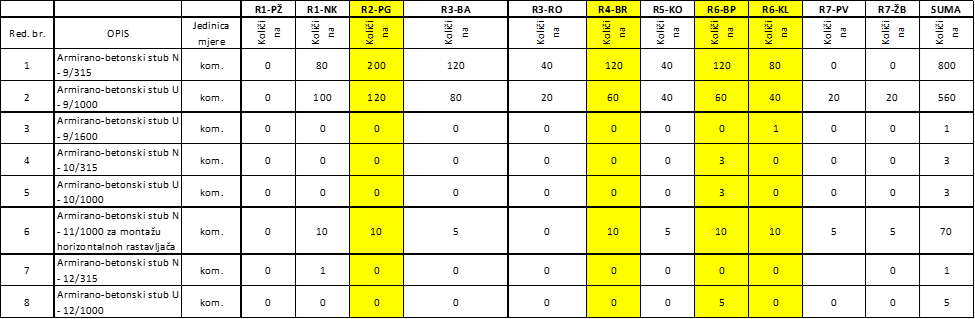 R1-PŽ R1-NK R2-PG R3-BA R3-RO R4-BR R5-KO R6-BP R6-KL R7-PV R7-ŽB SUMA
Red. br. OPIS Jedinica mjere Količina Količina Količina Količina Količina Količina Količina Količina Količina Količina Količina Količina
1 Armirano-betonski stub N - 9/315 kom. 0 80 200 120 40 120 40 120 80 0 0 800
2 Armirano-betonski stub U - 9/1000 kom. 0 100 120 80 20 60 40 60 40 20 20 560
3 Armirano-betonski stub U - 9/1600 kom. 0 0 0 0 0 0 0 0 1 0 0 1
4 Armirano-betonski stub N - 10/315 kom. 0 0 0 0 0 0 0 3 0 0 0 3
5 Armirano-betonski stub U - 10/1000 kom. 0 0 0 0 0 0 0 3 0 0 0 3
6 Armirano-betonski stub N - 11/1000 za montažu horizontalnoh rastavljača kom. 0 10 10 5 0 10 5 10 10 5 5 70
7 Armirano-betonski stub N - 12/315 kom. 0 1 0 0 0 0 0 0 0 0 1
8 Armirano-betonski stub U - 12/1000 kom. 0 0 0 0 0 0 0 5 0 0 0 5